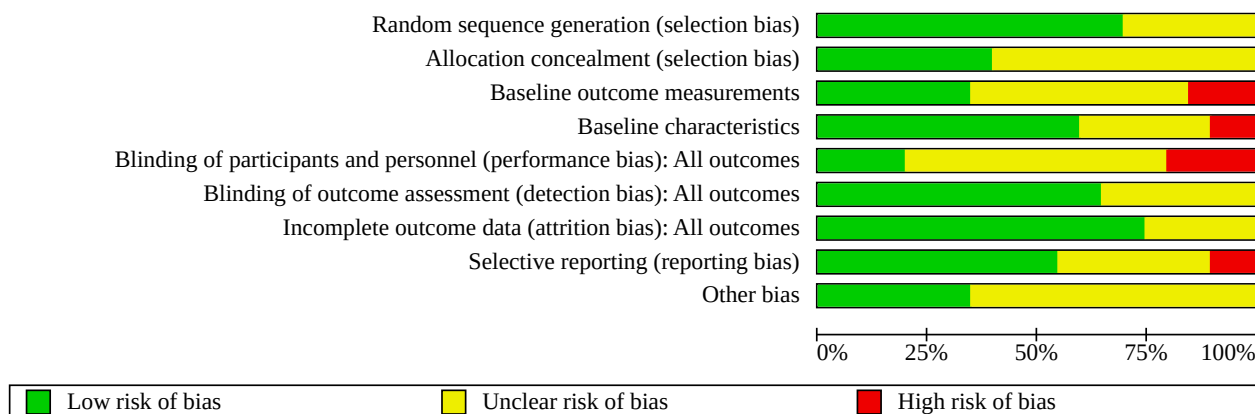 Random sequence generation (selection bias)
Allocation concealment (selection bias)
Baseline outcome measurements
Baseline characteristics
Blinding of participants and personnel (performance bias): All outcomes
Blinding of outcome assessment (detection bias): All outcomes
Incomplete outcome data (attrition bias): All outcomes
Selective reporting (reporting bias)
Other bias
0% 25% 50% 75% 100%
Low risk of bias Unclear risk of bias High risk of bias